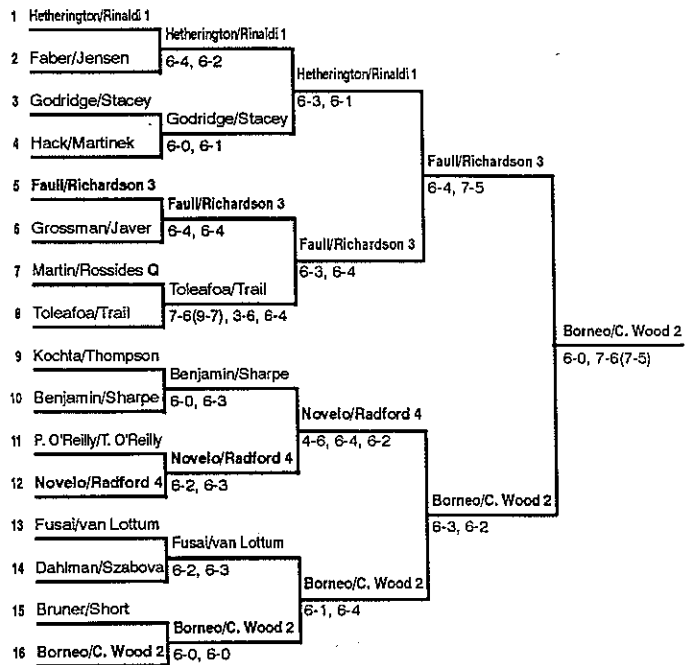 1 Hetherington/Rinaldi 1
Hetherington/Rinaldi 1
2 Faber/Jensen
6-4, 6-2
Hetherington/Rinaldi 1
3 Godridge/Stacey
6-3, 6-1
Godridge/Stacey
4 Hack/Martinek
6-0, 6-1
Faull/Richardson 3
5 Faull/Richardson 3
6-4, 7-5
Faull/Richardson 3
6 Grossman/Javer
6-4, 6-4
Faull/Richardson 3
7 Martin/Rossides Q
6-3, 6-4
Toleafoa/Trail
8 Toleafoa/Trail
7-6(9-7), 3-6, 6-4
Borneo/C. Wood 2
9 Kochta/Thompson
6-0, 7-6(7-5)
Benjamin/Sharpe
10 Benjamin/Sharpe
6-0, 6-3
Novelo/Radford 4
11 P. O'Reilly/T. O'Reilly
4-6, 6-4, 6-2
Novelo/Radford 4
12 Novelo/Radford 4
6-2, 6-3
Borneo/C. Wood 2
13 Fusai/van Lottum
6-3, 6-2
Fusai/van Lottum
14 Dahlman/Szabova
6-2, 6-3
Borneo/C. Wood 2
15 Bruner/Short
6-1, 6-4
Borneo/C. Wood 2
16 Borneo/C. Wood 2
6-0, 6-0